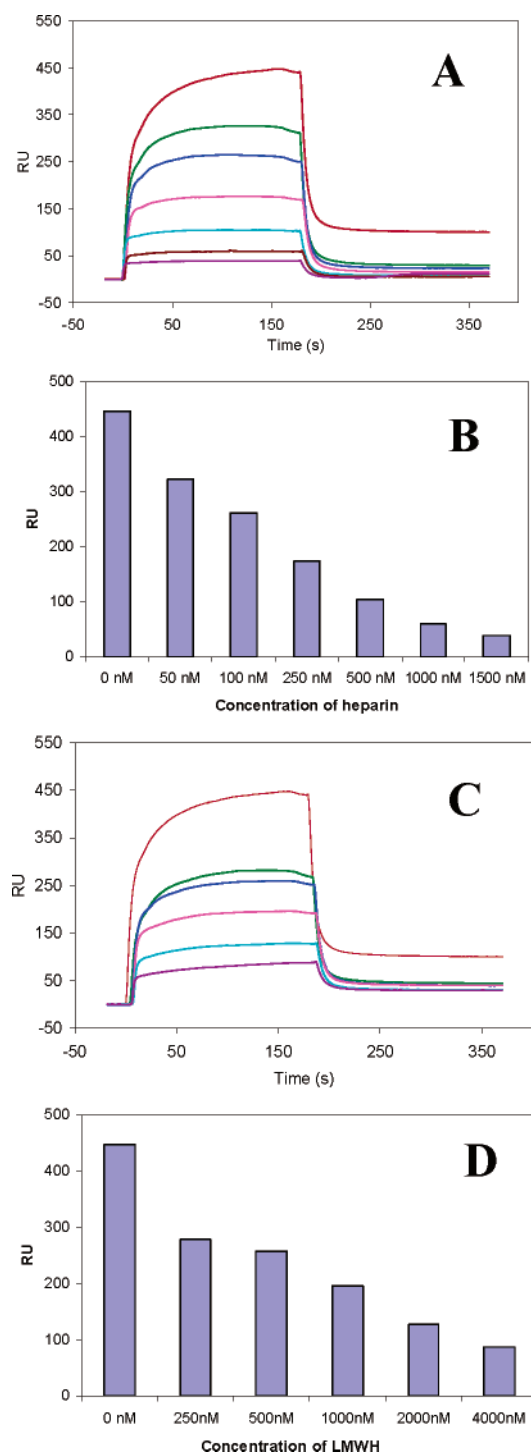 A
550
450
350
250
150
50
-50
RU
-50 50 150 250 350
Time (s)
B
500
400
300
200
100
0
RU
0 nM 50 nM 100 nM 250 nM 500 nM 1000 nM 1500 nM
Concentration of heparin
C
550
450
350
250
150
50
-50
RU
-50 50 150 250 350
Time (s)
D
500
400
300
200
100
0
RU
0 nM 250nM 500nM 1000nM 2000nM 4000nM
Concentration of LMWH